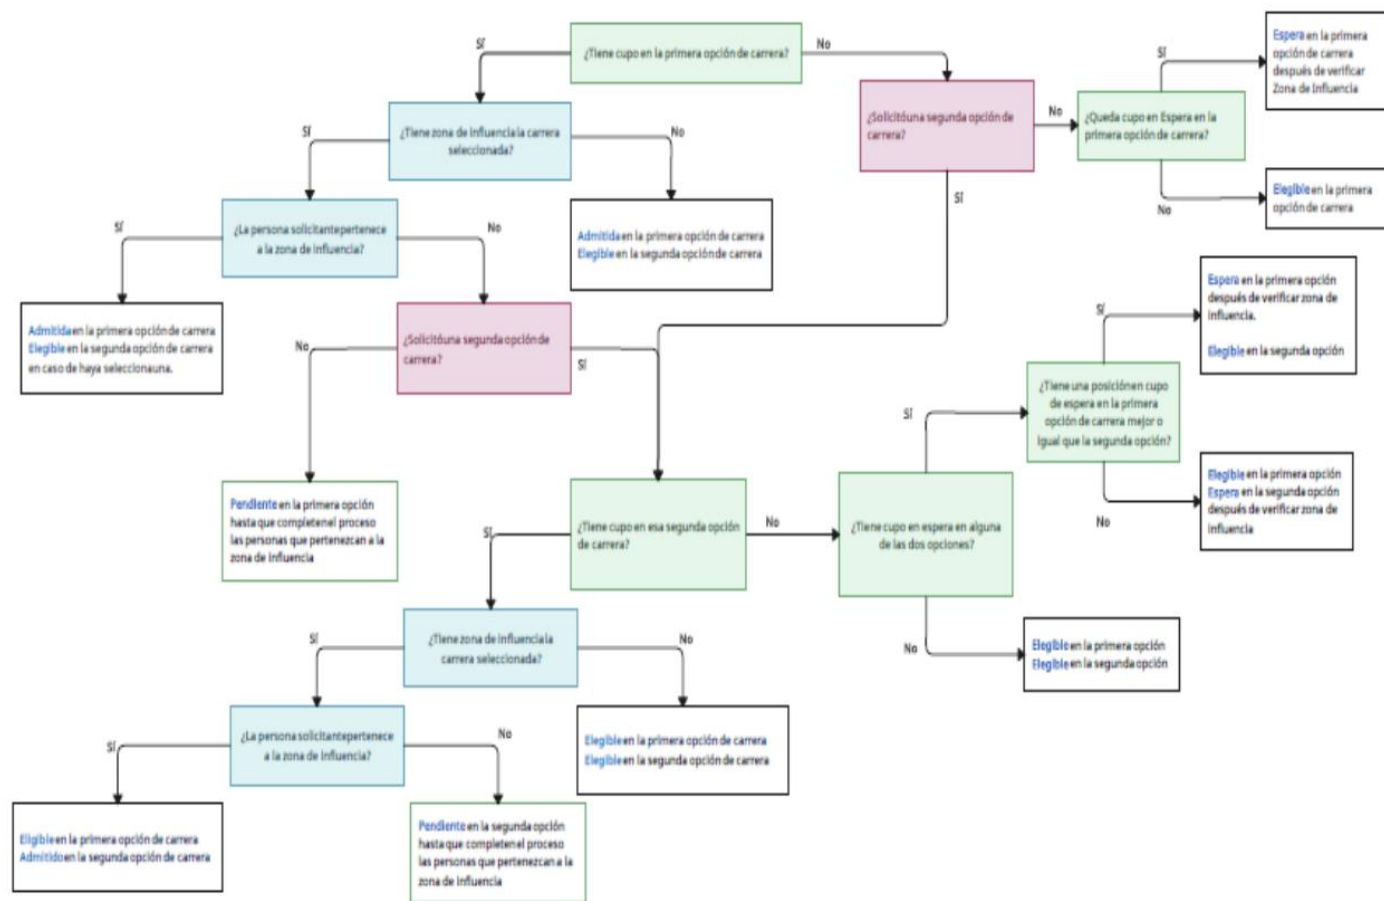 ¿Tiene cupo en la primera opción de carrera?
Sí
No
¿Tiene zona de influencia la carrera
seleccionada?
Sí
No
¿Solicitó una segunda opción de
carrera?
No
Sí
¿Queda cupo en Espera en la
primera opción de carrera?
Sí
No
Espera en la primera
opción de carrera
después de verificar
Zona de Influencia
Elegible en la primera
opción de carrera
¿La persona solicitante pertenece
a la zona de influencia?
Sí
No
Admitida en la primera opción de carrera
Elegible en la segunda opción de carrera
Admitida en la primera opción de carrera
Elegible en la segunda opción de carrera
en caso de haya selecciona una.
¿Solicitó una segunda opción de
carrera?
No
Sí
Pendiente en la primera opción
hasta que completen el proceso
las personas que pertenezcan a la
zona de influencia
¿Tiene cupo en esa segunda opción
de carrera?
Sí
No
¿Tiene cupo en espera en alguna
de las dos opciones?
Sí
No
¿Tiene una posición en cupo
de espera en la primera
opción de carrera mejor o
igual que la segunda opción?
Sí
No
Espera en la primera opción
después de verificar zona de
influencia.
Elegible en la segunda opción
Elegible en la primera opción
Espera en la segunda opción
después de verificar zona de
influencia
Elegible en la primera opción
Elegible en la segunda opción
¿Tiene zona de influencia la
carrera seleccionada?
Sí
No
¿La persona solicitante pertenece
a la zona de influencia?
Sí
No
Elegible en la primera opción de carrera
Elegible en la segunda opción de carrera
Eligible en la primera opción de carrera
Admitido en la segunda opción de carrera
Pendiente en la segunda opción
hasta que completen el proceso
las personas que pertenezcan a la
zona de influencia